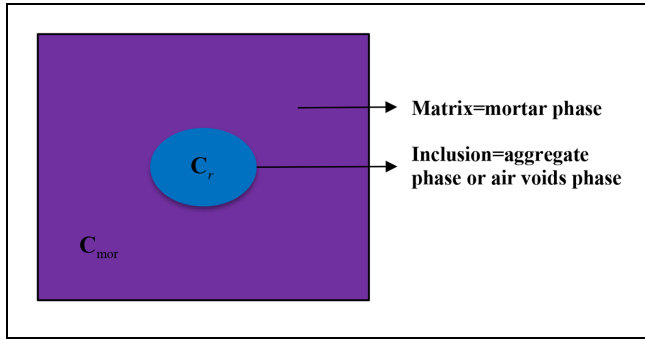 Matrix=mortar phase
Inclusion=aggregate
phase or air voids phase
C_r
C_mor